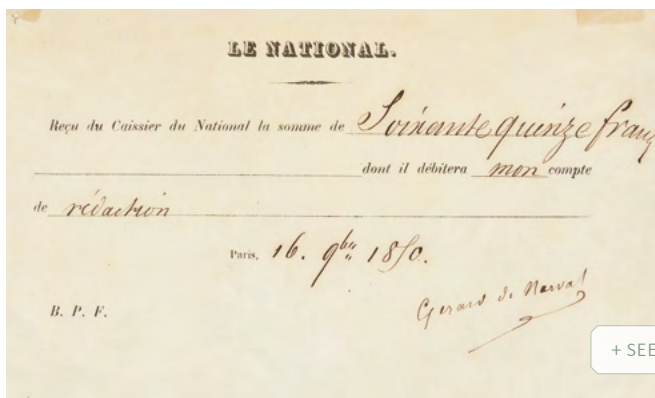 LE NATIONAL.
Reçu du Caissier du National la somme de Soixante quinze franç
dont il débitera mon compte
de rédaction
Paris, 16. 9bre 1850.
B. P. F.
Gerard de Nerval
+ SEE